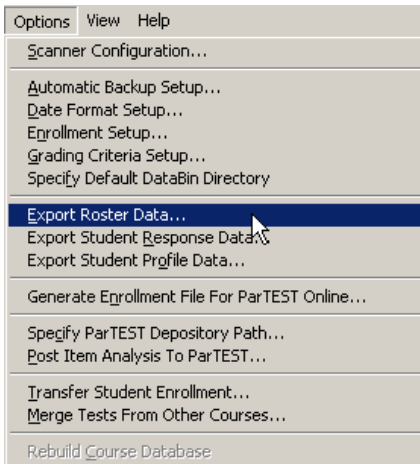 Options View Help
Scanner Configuration...
Automatic Backup Setup...
Date Format Setup...
Enrollment Setup...
Grading Criteria Setup...
Specify Default DataBin Directory
Export Roster Data...
Export Student Response Data...
Export Student Profile Data...
Generate Enrollment File For ParTEST Online...
Specify ParTEST Depository Path...
Post Item Analysis To ParTEST...
Transfer Student Enrollment...
Merge Tests From Other Courses...
Rebuild Course Database